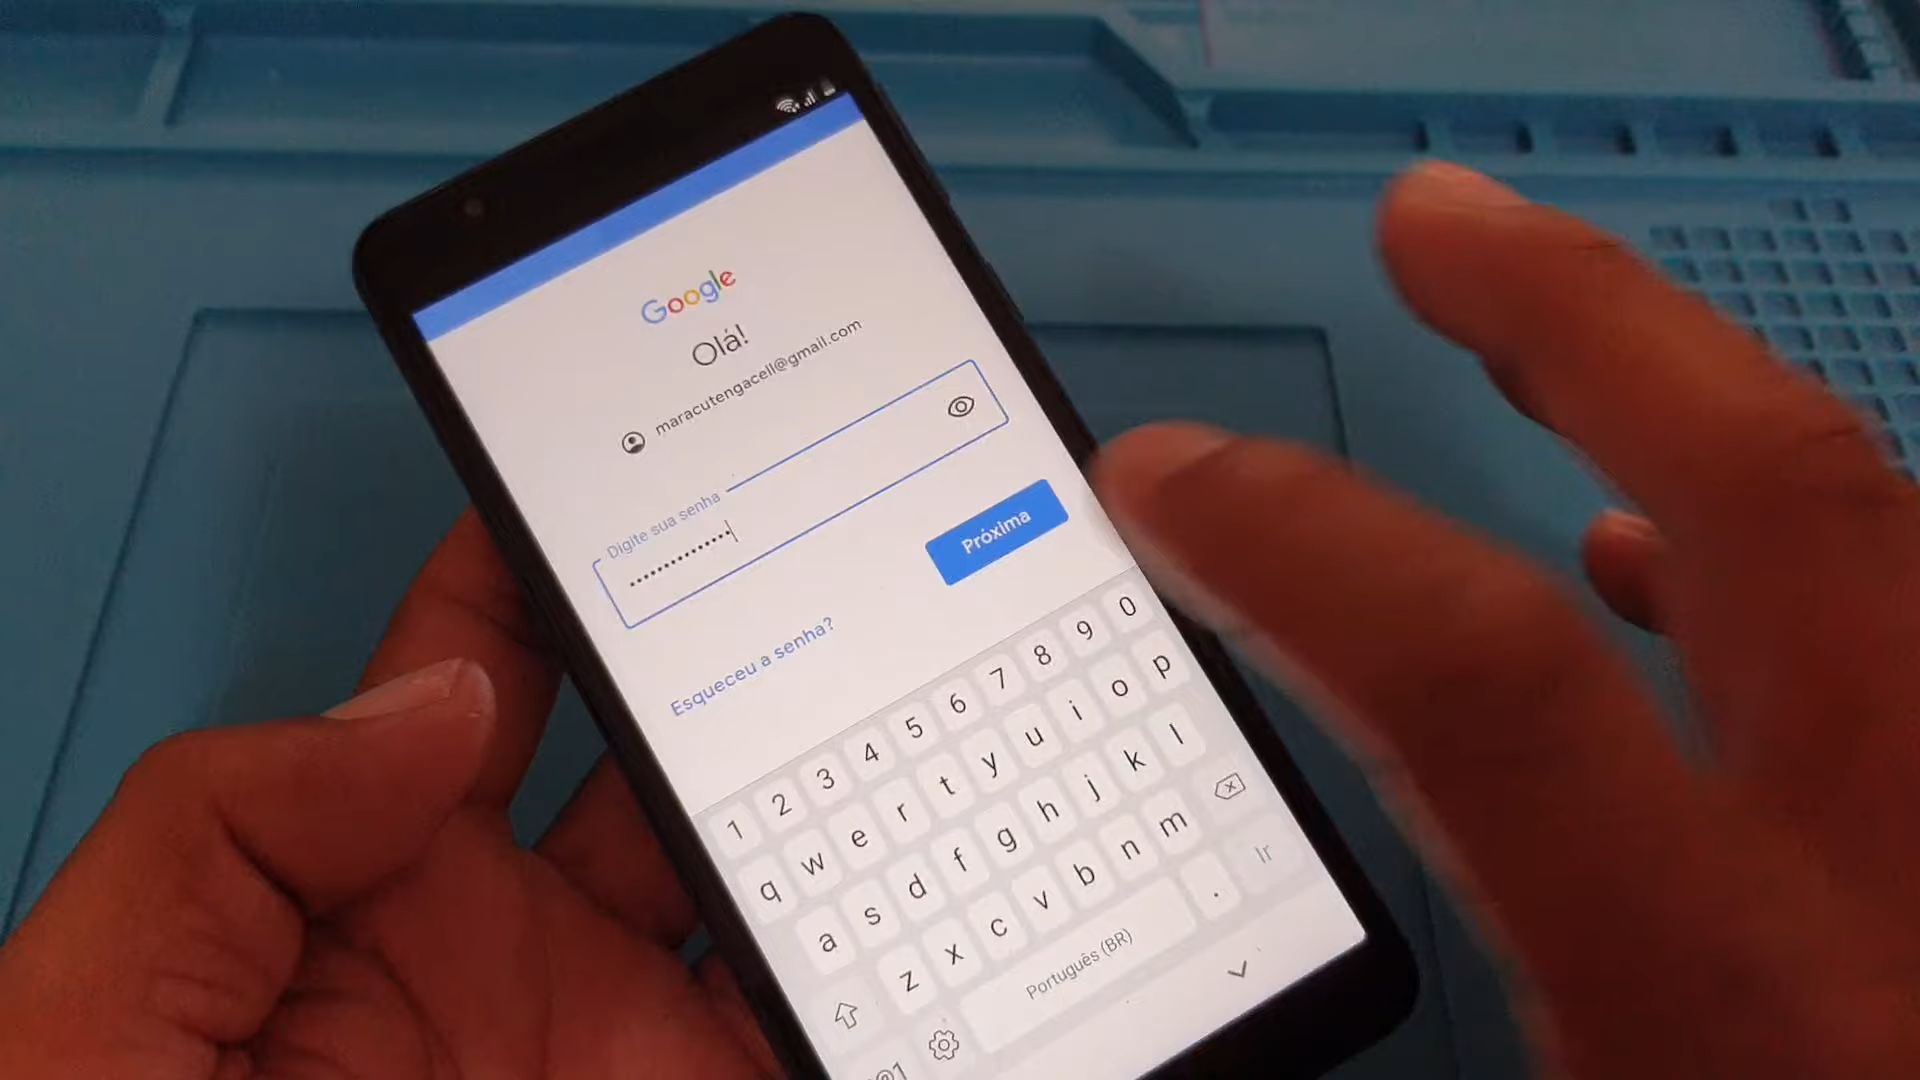 Google
Olá!
maracutengacell@gmail.com
Digite sua senha
••••••••••••••
Próxima
Esqueceu a senha?
1 2 3 4 5 6 7 8 9 0
q w e r t y u i o p
a s d f g h j k l
z x c v b n m
Português (BR) . Ir